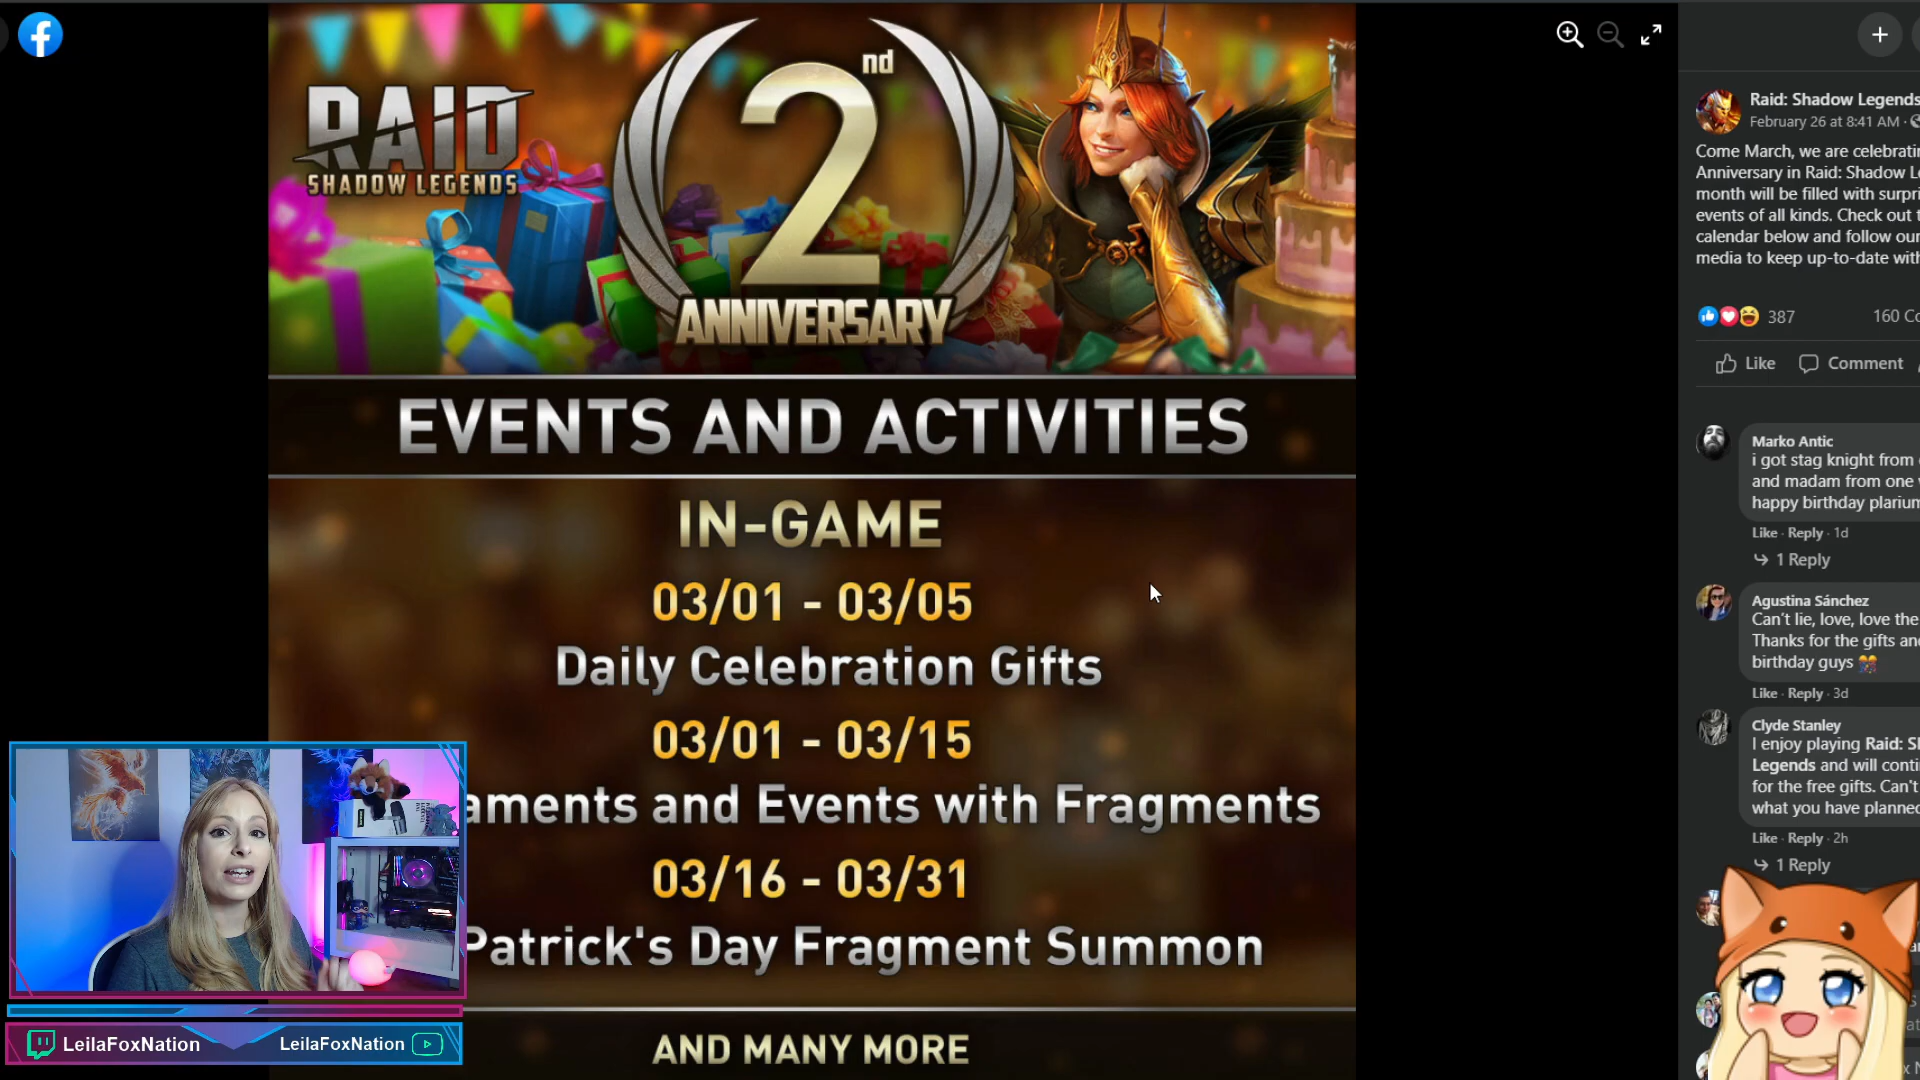 RAID
SHADOW LEGENDS
2nd
ANNIVERSARY
EVENTS AND ACTIVITIES
IN-GAME
03/01 - 03/05
Daily Celebration Gifts
03/01 - 03/15
aments and Events with Fragments
03/16 - 03/31
Patrick's Day Fragment Summon
AND MANY MORE
LeilaFoxNation
LeilaFoxNation
Raid: Shadow Legends
February 26 at 8:41 AM ·
Come March, we are celebratin
Anniversary in Raid: Shadow Le
month will be filled with surpri
events of all kinds. Check out t
calendar below and follow our
media to keep up-to-date with
387
160 Co
Like
Comment
Marko Antic
i got stag knight from
and madam from one
happy birthday plarium
Like · Reply · 1d
1 Reply
Agustina Sánchez
Can't lie, love, love the
Thanks for the gifts and
birthday guys
Like · Reply · 3d
Clyde Stanley
I enjoy playing Raid: S
Legends and will conti
for the free gifts. Can't
what you have planned
Like · Reply · 2h
1 Reply